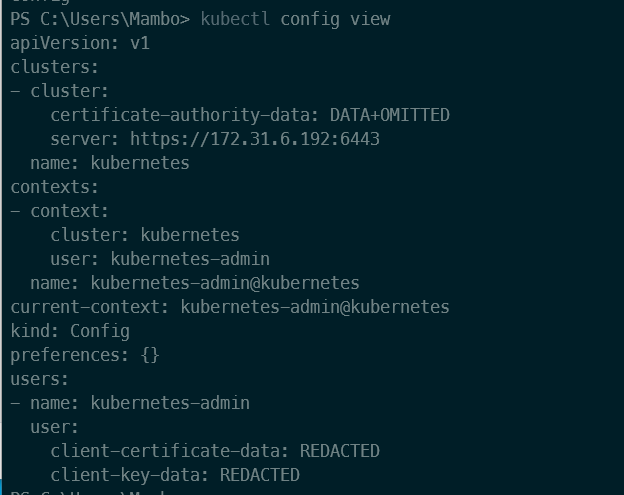 PS C:\Users\Mambo> kubectl config view
apiVersion: v1
clusters:
- cluster:
    certificate-authority-data: DATA+OMITTED
    server: https://172.31.6.192:6443
  name: kubernetes
contexts:
- context:
    cluster: kubernetes
    user: kubernetes-admin
  name: kubernetes-admin@kubernetes
current-context: kubernetes-admin@kubernetes
kind: Config
preferences: {}
users:
- name: kubernetes-admin
  user:
    client-certificate-data: REDACTED
    client-key-data: REDACTED